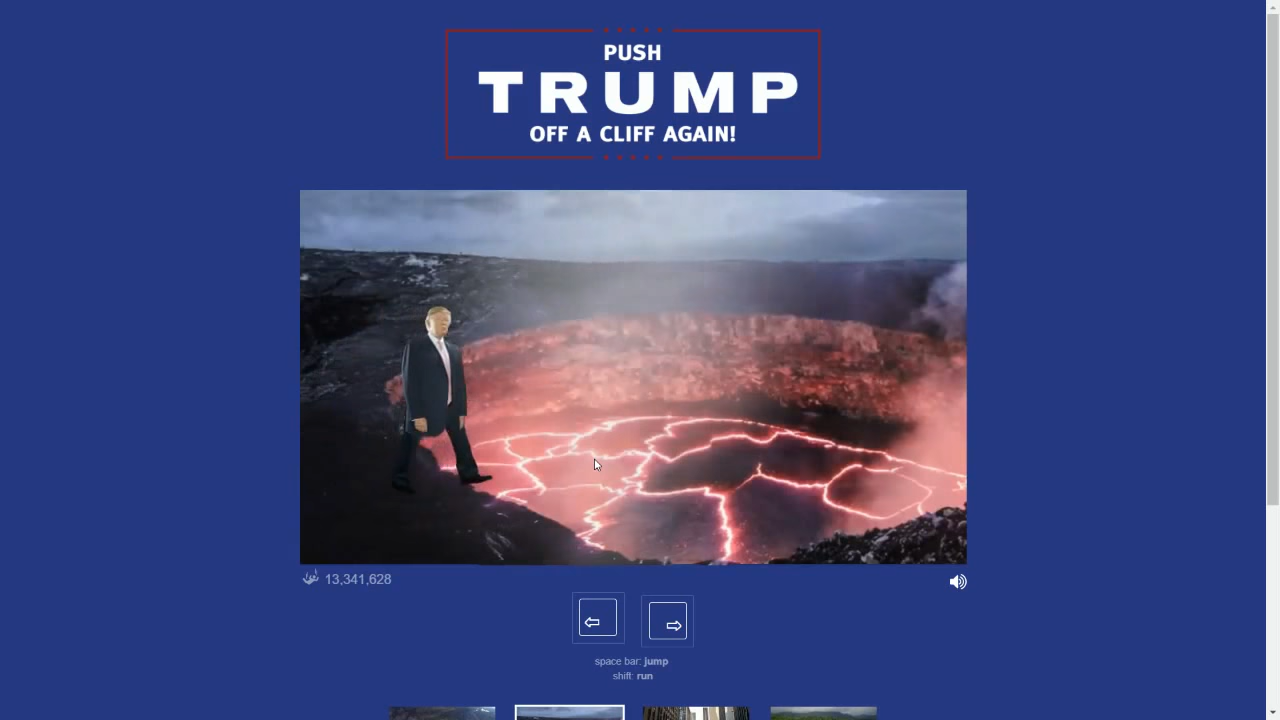 PUSH
TRUMP
OFF A CLIFF AGAIN!
13,341,628
space bar: jump
shift: run